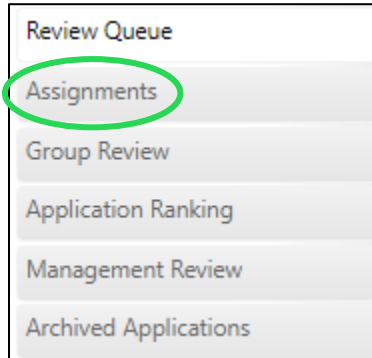 Review Queue
Assignments
Group Review
Application Ranking
Management Review
Archived Applications